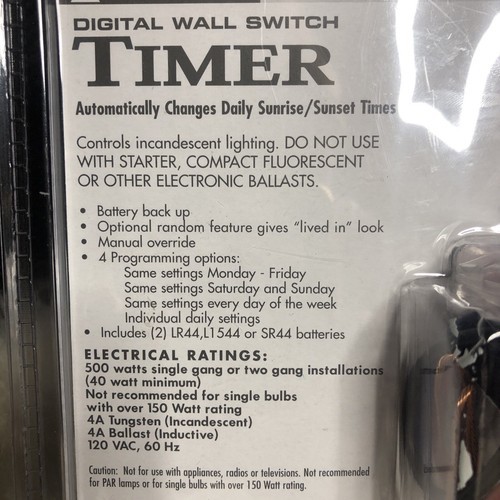 DIGITAL WALL SWITCH
TIMER
Automatically Changes Daily Sunrise/Sunset Times
Controls incandescent lighting. DO NOT USE
WITH STARTER, COMPACT FLUORESCENT
OR OTHER ELECTRONIC BALLASTS.
• Battery back up
• Optional random feature gives "lived in" look
• Manual override
• 4 Programming options:
Same settings Monday - Friday
Same settings Saturday and Sunday
Same settings every day of the week
Individual daily settings
• Includes (2) LR44,L1544 or SR44 batteries
ELECTRICAL RATINGS:
500 watts single gang or two gang installations
(40 watt minimum)
Not recommended for single bulbs
with over 150 Watt rating
4A Tungsten (Incandescent)
4A Ballast (Inductive)
120 VAC, 60 Hz
Caution: Not for use with appliances, radios or televisions. Not recommended
for PAR lamps or for single bulbs with over 150 Watt rating.